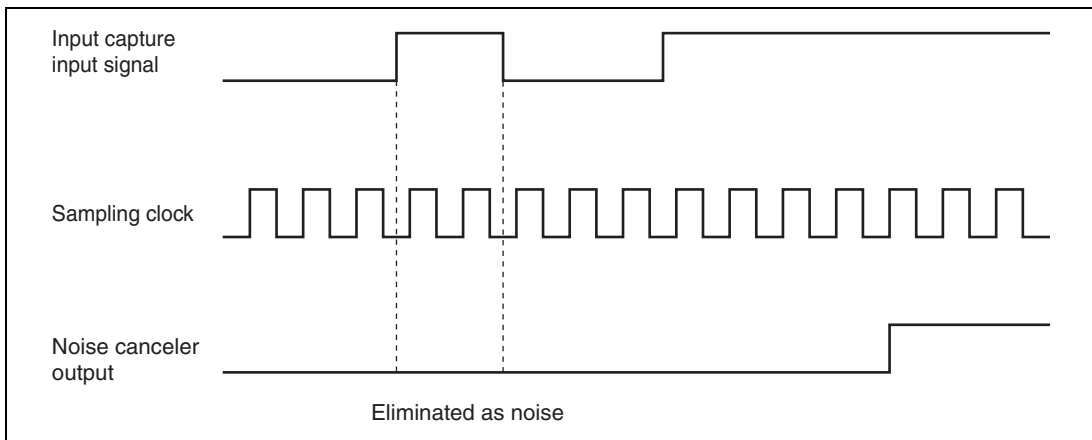 Input capture
input signal
Sampling clock
Noise canceler
output
Eliminated as noise